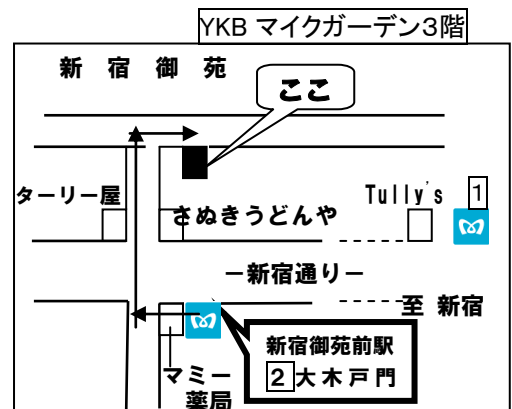 YKB マイクガーデン3階
新宿御苑
ここ
ターリー屋
さぬきうどんや
Tully's
1
－新宿通り－
至 新宿
新宿御苑前駅
2大木戸門
マミー
薬局